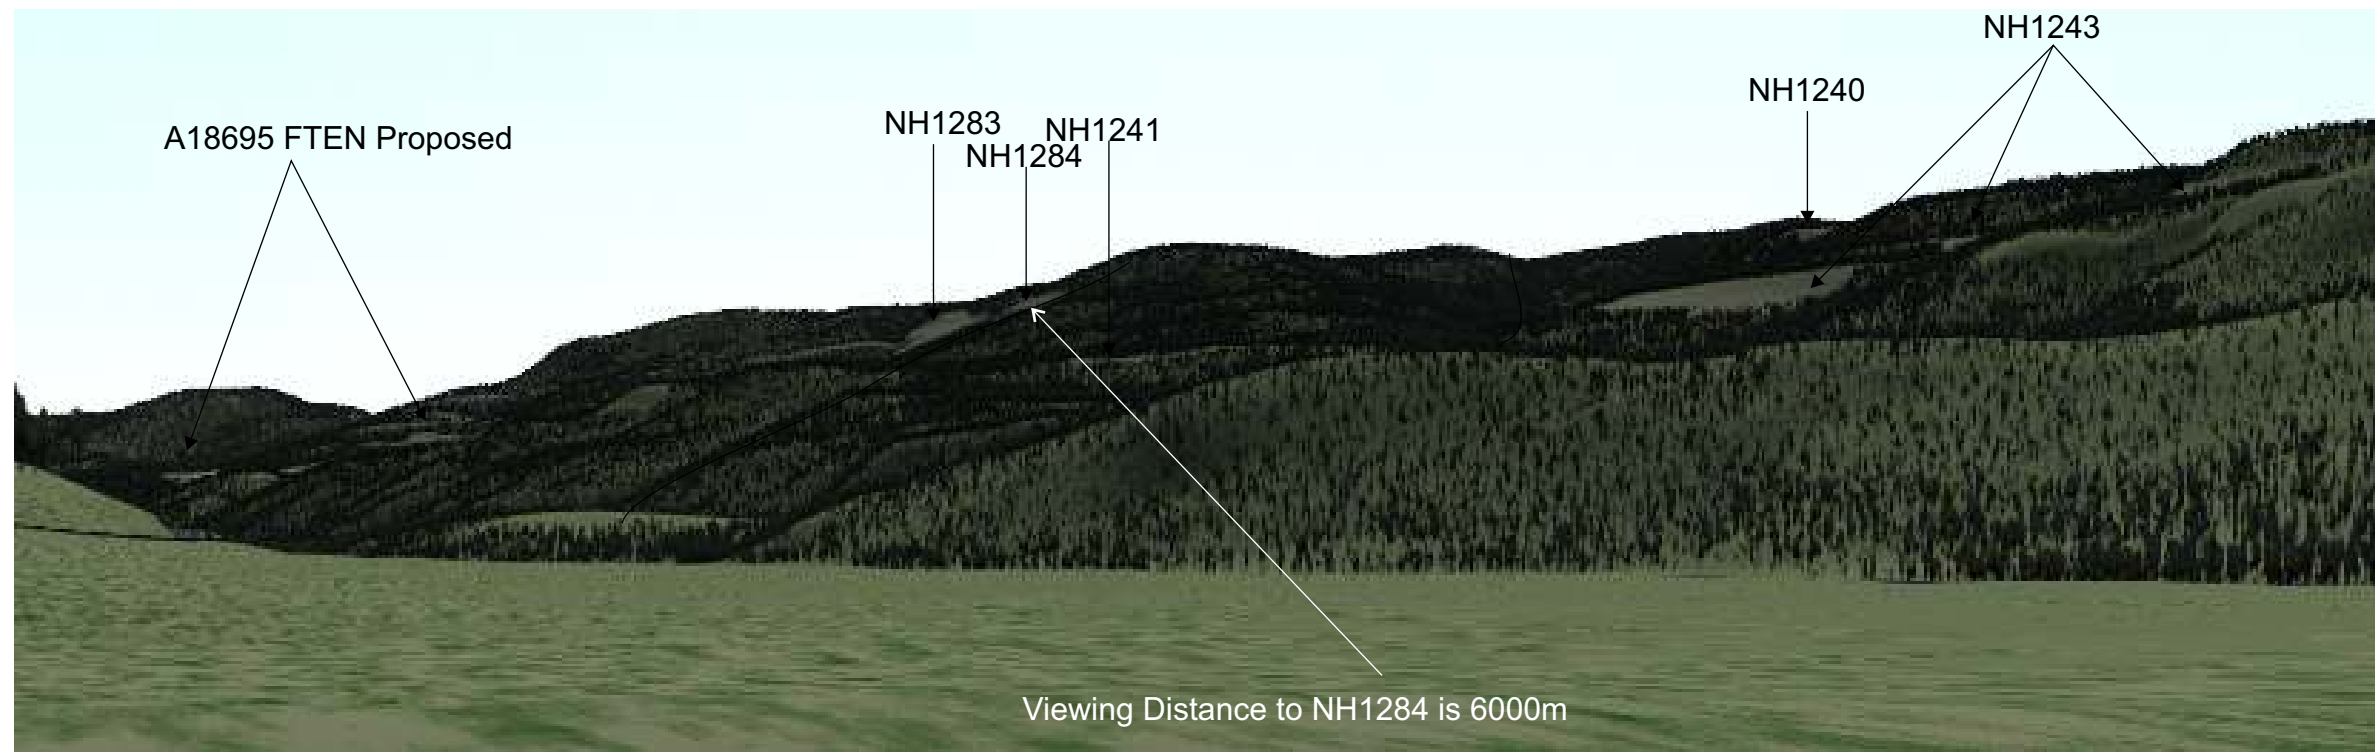 NH1243
NH1240
NH1283
NH1241
A18695 FTEN Proposed
NH1284
Viewing Distance to NH1284 is 6000m